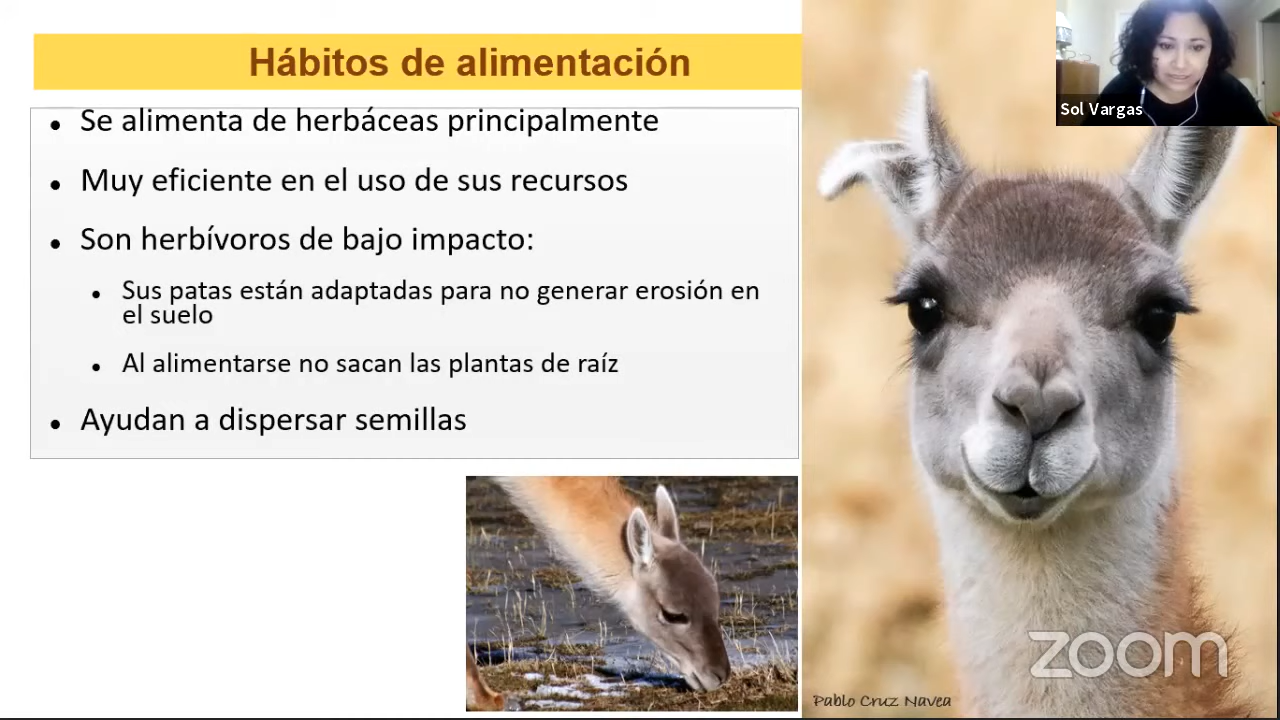 Hábitos de alimentación
Se alimenta de herbáceas principalmente
Muy eficiente en el uso de sus recursos
Son herbívoros de bajo impacto:
Sus patas están adaptadas para no generar erosión en
el suelo
Al alimentarse no sacan las plantas de raíz
Ayudan a dispersar semillas
Sol Vargas
zoom
Pablo Cruz Navea